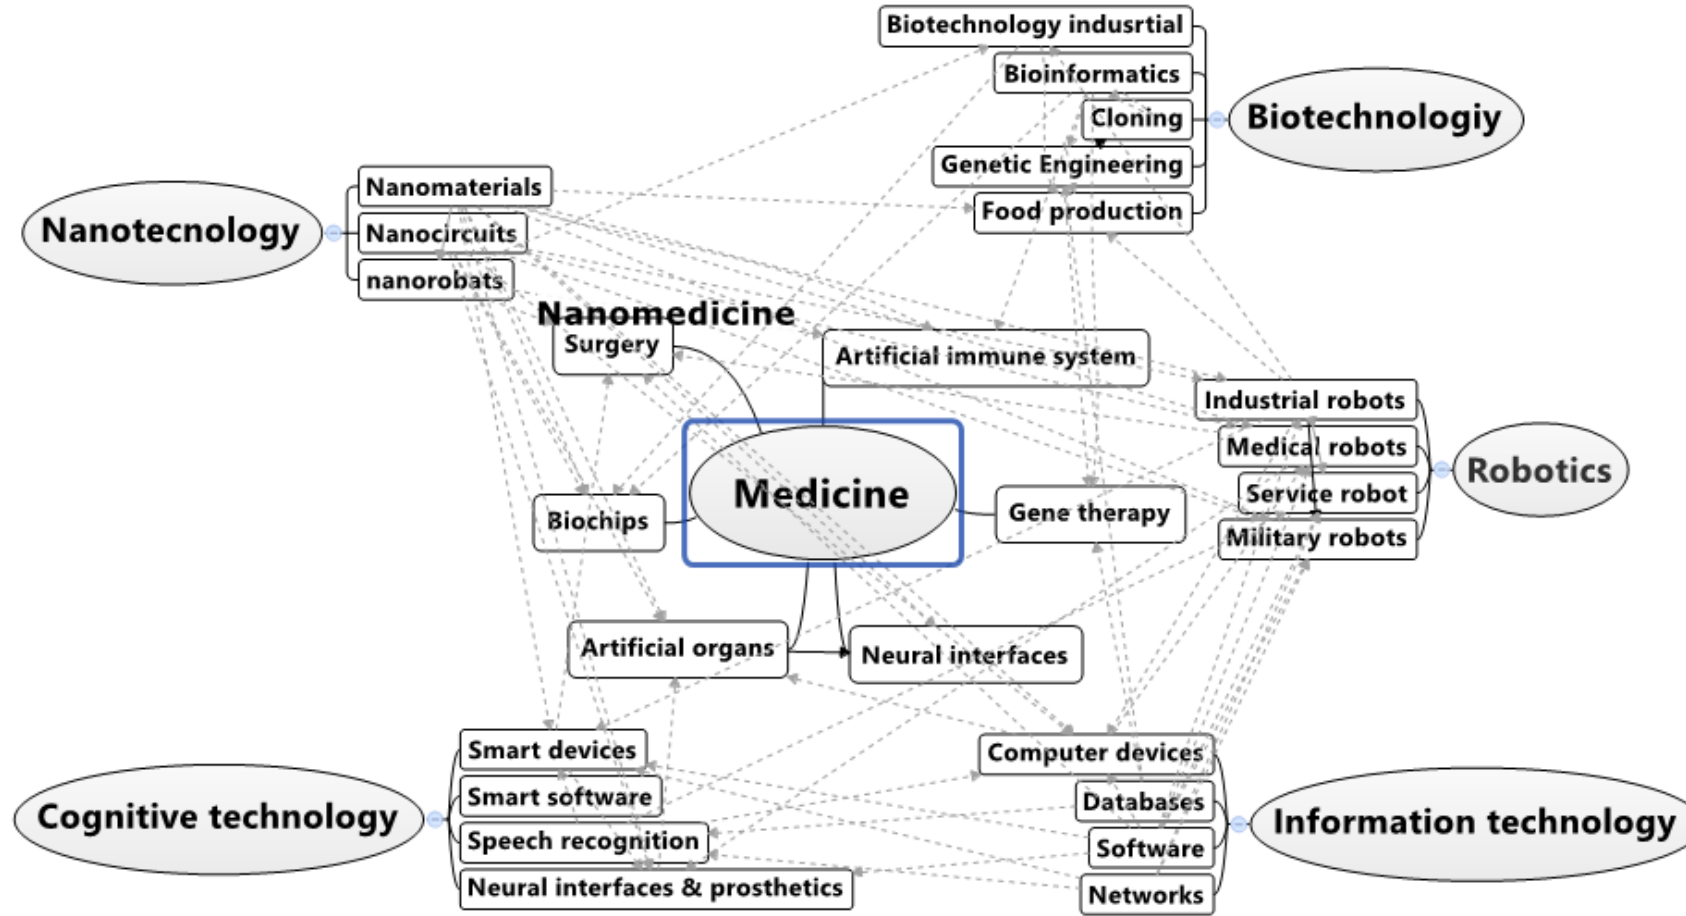 Biotechnology indusrtial
Bioinformatics
Cloning
Genetic Engineering
Food production
Biotechnologiy
Nanotecnology
Nanomaterials
Nanocircuits
nanorobats
Nanomedicine
Surgery
Artificial immune system
Biochips
Medicine
Gene therapy
Artificial organs
Neural interfaces
Industrial robots
Medical robots
Service robot
Military robots
Robotics
Cognitive technology
Smart devices
Smart software
Speech recognition
Neural interfaces & prosthetics
Computer devices
Databases
Software
Networks
Information technology